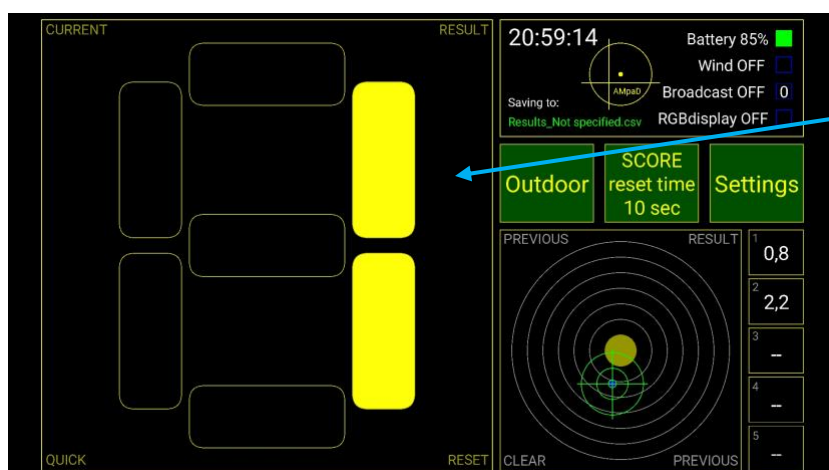 CURRENT RESULT
QUICK RESET
20:59:14
AMpaD
Saving to:
Results_Not specified.csv
Battery 85%
Wind OFF
Broadcast OFF 0
RGBdisplay OFF
Outdoor
SCORE
reset time
10 sec
Settings
PREVIOUS RESULT
CLEAR PREVIOUS
1
0,8
2
2,2
3
--
4
--
5
--